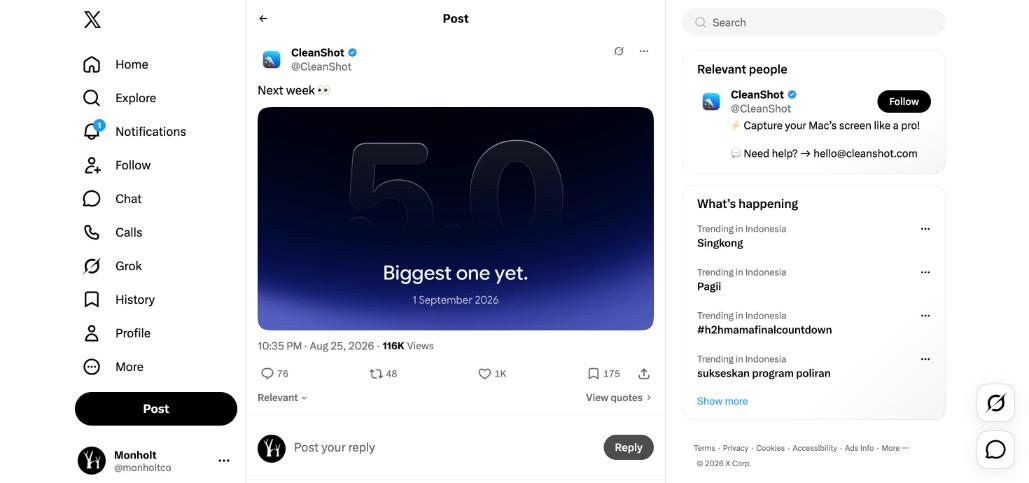 Home
Explore
1
Notifications
Follow
Chat
Calls
Grok
History
Profile
More
Post
Monholt
@monholtco
Post
CleanShot
@CleanShot
Next week 👀
5.0
Biggest one yet.
1 September 2026
10:35 PM · Aug 25, 2026 · 116K Views
76
48
1K
175
Relevant
View quotes
Post your reply
Reply
Search
Relevant people
CleanShot
@CleanShot
Follow
⚡ Capture your Mac's screen like a pro!
💬 Need help? → hello@cleanshot.com
What's happening
Trending in Indonesia
Singkong
Trending in Indonesia
Pagii
Trending in Indonesia
#h2hmamafinalcountdown
Trending in Indonesia
sukseskan program poliran
Show more
Terms · Privacy · Cookies · Accessibility · Ads Info · More ···
© 2026 X Corp.